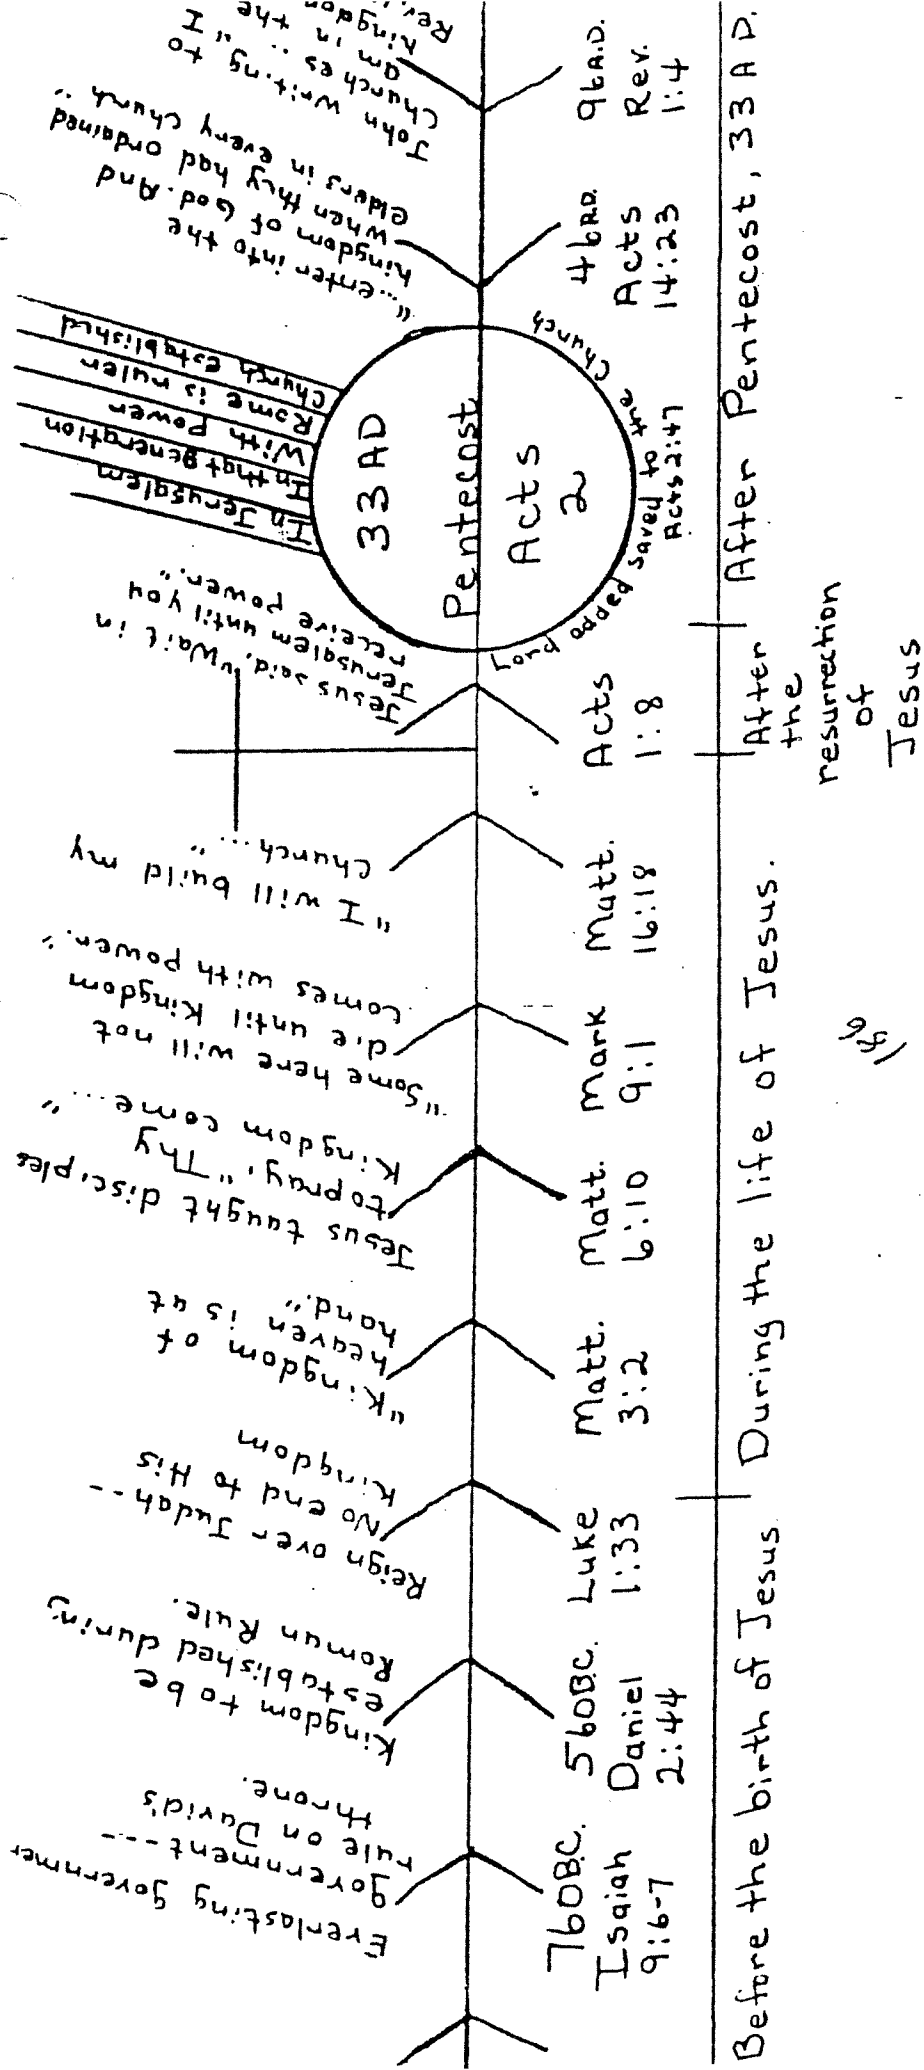 Everlasting governmer
government----
rule on David's
throne.
760B.C.
Isaiah
9:6-7
Kingdom to be
established during
Roman Rule.
560B.C.
Daniel
2:44
Reign over Judah--
No end to His
Kingdom
Luke
1:33
"Kingdom of
heaven is at
hand."
Matt.
3:2
Jesus taught disciples
to pray, "Thy
Kingdom come..."
Matt.
6:10
"Some here will not
die until Kingdom
comes with power."
Mark
9:1
"I will build my
Church..."
Matt.
16:18
Jesus said, "Wait in
Jerusalem until you
receive power."
Acts
1:8
In Jerusalem
In that generation
With Power
Rome is ruler
Church established
33 AD
Pentecost
Acts
2
Lord added saved to the Church
Acts 2:47
"...enter into the
kingdom of God. And
when they had ordained
elders in every church"
46A.D.
Acts
14:23
John writing to
Churches... "I
am in the
kingdom
Rev.
96A.D.
Rev.
1:4
Before the birth of Jesus
During the life of Jesus.
After
the
resurrection
of
Jesus
After Pentecost, 33 A D.